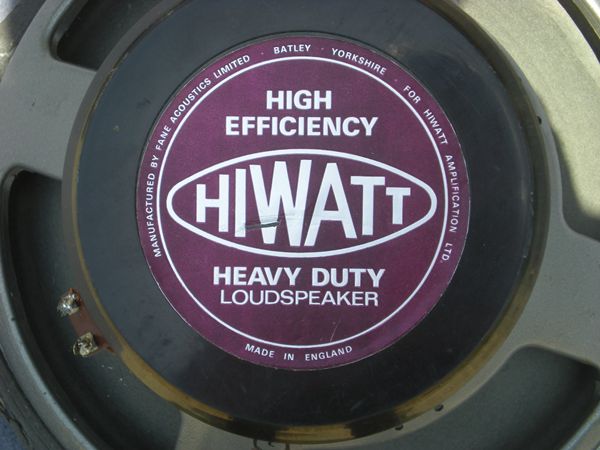 MANUFACTURED BY FANE ACOUSTICS LIMITED · BATLEY · YORKSHIRE · FOR HIWATT AMPLIFICATION LTD.
HIGH
EFFICIENCY
HIWATT
HEAVY DUTY
LOUDSPEAKER
MADE IN ENGLAND